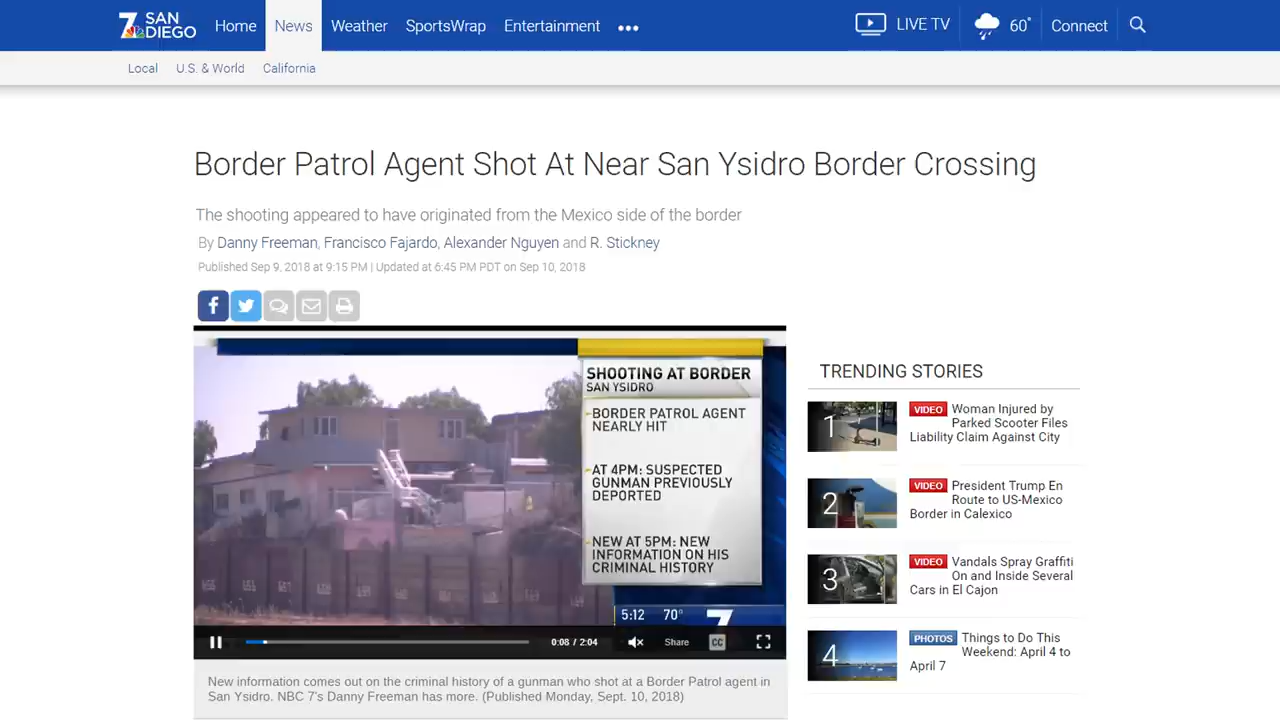 7 SAN DIEGO
Home
News
Weather
SportsWrap
Entertainment
LIVE TV
60°
Connect
Local
U.S. & World
California
Border Patrol Agent Shot At Near San Ysidro Border Crossing
The shooting appeared to have originated from the Mexico side of the border
By Danny Freeman, Francisco Fajardo, Alexander Nguyen and R. Stickney
Published Sep 9, 2018 at 9:15 PM | Updated at 6:45 PM PDT on Sep 10, 2018
SHOOTING AT BORDER
SAN YSIDRO
BORDER PATROL AGENT
NEARLY HIT
AT 4PM: SUSPECTED
GUNMAN PREVIOUSLY
DEPORTED
NEW AT 5PM: NEW
INFORMATION ON HIS
CRIMINAL HISTORY
5:12 70° 7
0:08 / 2:04
Share
CC
New information comes out on the criminal history of a gunman who shot at a Border Patrol agent in
San Ysidro. NBC 7's Danny Freeman has more. (Published Monday, Sept. 10, 2018)
TRENDING STORIES
1
VIDEO Woman Injured by
Parked Scooter Files
Liability Claim Against City
2
VIDEO President Trump En
Route to US-Mexico
Border in Calexico
3
VIDEO Vandals Spray Graffiti
On and Inside Several
Cars in El Cajon
4
PHOTOS Things to Do This
Weekend: April 4 to
April 7